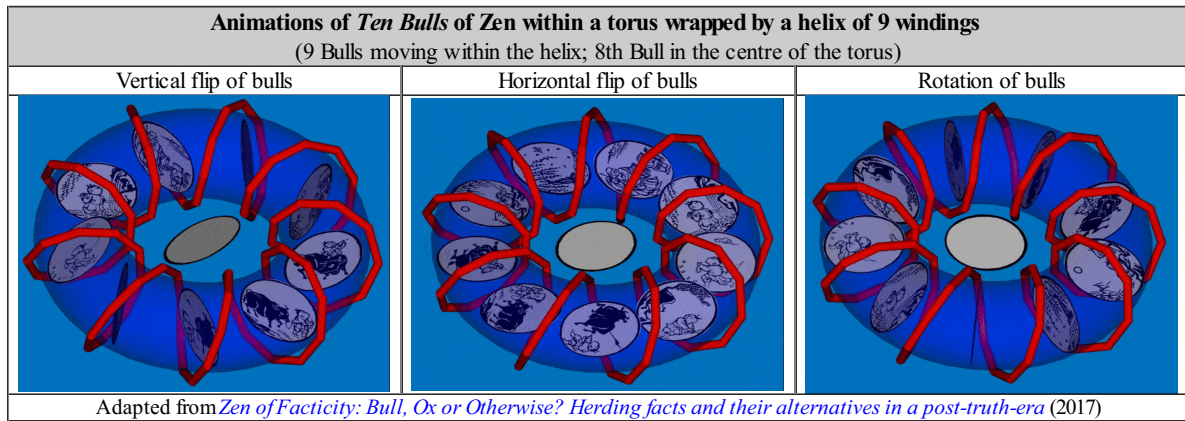 Animations of Ten Bulls of Zen within a torus wrapped by a helix of 9 windings
(9 Bulls moving within the helix; 8th Bull in the centre of the torus)
Vertical flip of bulls
Horizontal flip of bulls
Rotation of bulls
Adapted from Zen of Facticity: Bull, Ox or Otherwise? Herding facts and their alternatives in a post-truth-era (2017)